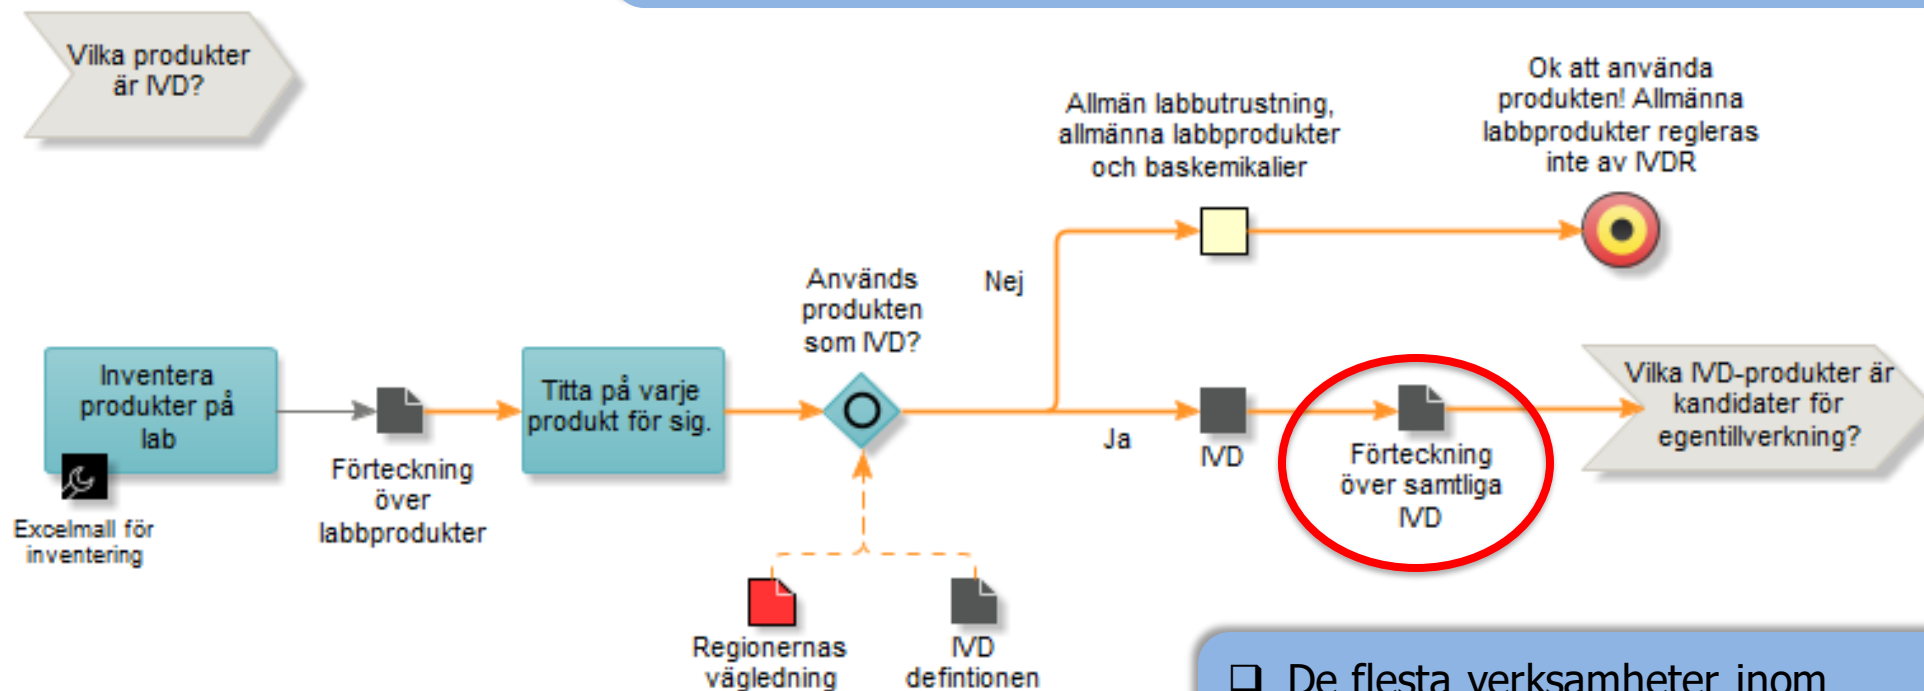 Vilka produkter
är IVD?
Allmän labbutrustning,
allmänna labbprodukter
och baskemikalier
Ok att använda
produkten! Allmänna
labbprodukter regleras
inte av IVDR
Används
produkten
som IVD?
Nej
Inventera
produkter på
lab
Excelmall för
inventering
Förteckning
över
labbprodukter
Titta på varje
produkt för sig.
Ja
IVD
Förteckning
över samtliga
IVD
Vilka IVD-produkter är
kandidater för
egentillverkning?
Regionernas
vägledning
IVD
defintionen
De flesta verksamheter inom